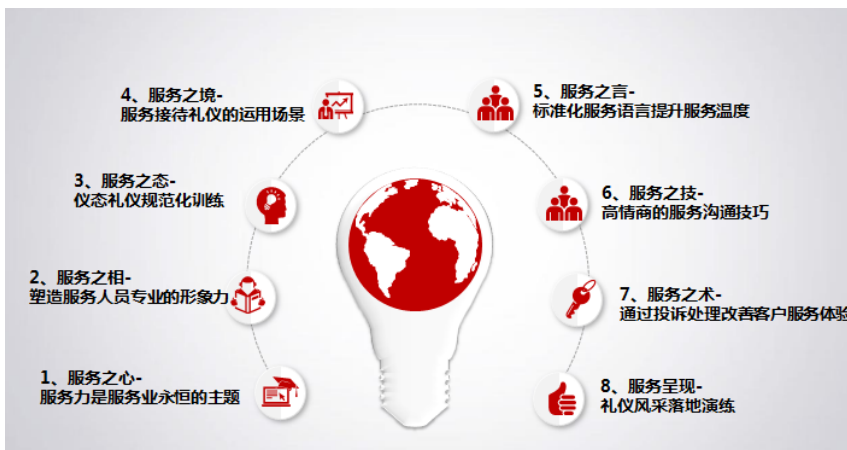 1、服务之心-
服务力是服务业永恒的主题
2、服务之相-
塑造服务人员专业的形象力
3、服务之态-
仪态礼仪规范化训练
4、服务之境-
服务接待礼仪的运用场景
5、服务之言-
标准化服务语言提升服务温度
6、服务之技-
高情商的服务沟通技巧
7、服务之术-
通过投诉处理改善客户服务体验
8、服务呈现-
礼仪风采落地演练